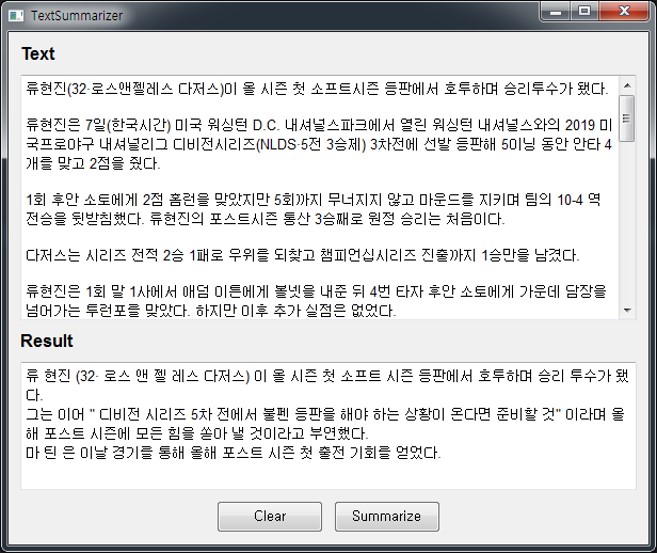 TextSummarizer
Text
류현진(32·로스앤젤레스 다저스)이 올 시즌 첫 소프트시즌 등판에서 호투하며 승리투수가 됐다.
류현진은 7일(한국시간) 미국 워싱턴 D.C. 내셔널스파크에서 열린 워싱턴 내셔널스와의 2019 미
국프로야구 내셔널리그 디비전시리즈(NLDS·5전 3승제) 3차전에 선발 등판해 5이닝 동안 안타 4
개를 맞고 2점을 줬다.
1회 후안 소토에게 2점 홈런을 맞았지만 5회까지 무너지지 않고 마운드를 지키며 팀의 10-4 역
전승을 뒷받침했다. 류현진의 포스트시즌 통산 3승째로 원정 승리는 처음이다.
다저스는 시리즈 전적 2승 1패로 우위를 되찾고 챔피언십시리즈 진출까지 1승만을 남겼다.
류현진은 1회 말 1사에서 애덤 이튼에게 볼넷을 내준 뒤 4번 타자 후안 소토에게 가운데 담장을
넘어가는 투런포를 맞았다. 하지만 이후 추가 실점은 없었다.
Result
류 현진 (32· 로스 앤 젤 레스 다저스) 이 올 시즌 첫 소프트 시즌 등판에서 호투하며 승리 투수가 됐
다.
그는 이어 " 디비전 시리즈 5차 전에서 불펜 등판을 해야 하는 상황이 온다면 준비할 것" 이라며 올
해 포스트 시즌에 모든 힘을 쏟아 낼 것이라고 부연했다.
마 틴 은 이날 경기를 통해 올해 포스트 시즌 첫 출전 기회를 얻었다.
Clear
Summarize